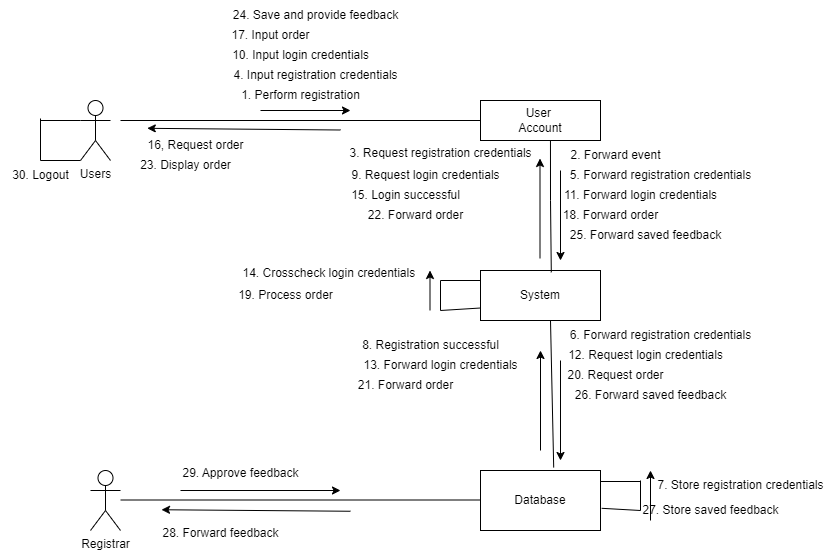 24. Save and provide feedback
17. Input order
10. Input login credentials
4. Input registration credentials
1. Perform registration
User
Account
16, Request order
23. Display order
30. Logout
Users
3. Request registration credentials
9. Request login credentials
15. Login successful
22. Forward order
2. Forward event
5. Forward registration credentials
11. Forward login credentials
18. Forward order
25. Forward saved feedback
14. Crosscheck login credentials
19. Process order
System
8. Registration successful
13. Forward login credentials
21. Forward order
6. Forward registration credentials
12. Request login credentials
20. Request order
26. Forward saved feedback
29. Approve feedback
28. Forward feedback
Registrar
Database
7. Store registration credentials
27. Store saved feedback